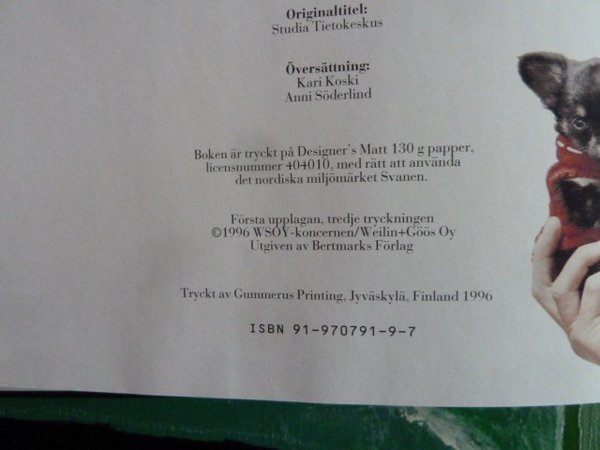 Originaltitel:
Studia Tietokeskus
Översättning:
Kari Koski
Anni Söderlind
Boken är tryckt på Designer's Matt 130 g papper,
licensnummer 404010, med rätt att använda
det nordiska miljömärket Svanen.
Första upplagan, tredje tryckningen
©1996 WSOY-koncernen/Weilin+Göös Oy
Utgiven av Bertmarks Förlag
Tryckt av Gummerus Printing, Jyväskylä, Finland 1996
ISBN 91-970791-9-7